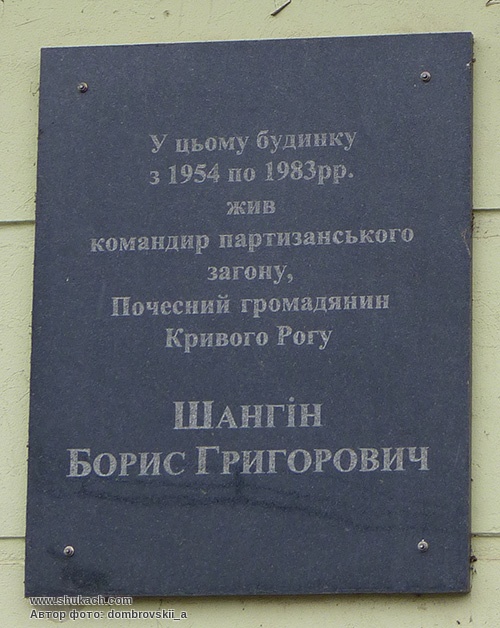 У цьому будинку
з 1954 по 1983рр.
жив
командир партизанського
загону,
Почесний громадянин
Кривого Рогу
Шангін
Борис Григорович
www.shukach.com
Автор фото: dombrovskii_a